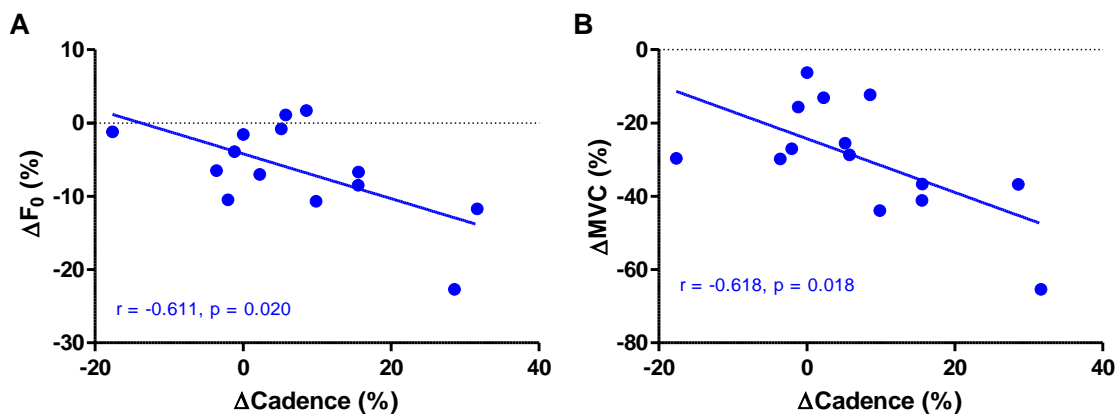 A
10
0
-10
-20
-30
ΔF₀ (%)
r = -0.611, p = 0.020
-20 0 20 40
ΔCadence (%)
B
0
-20
-40
-60
-80
ΔMVC (%)
r = -0.618, p = 0.018
-20 0 20 40
ΔCadence (%)